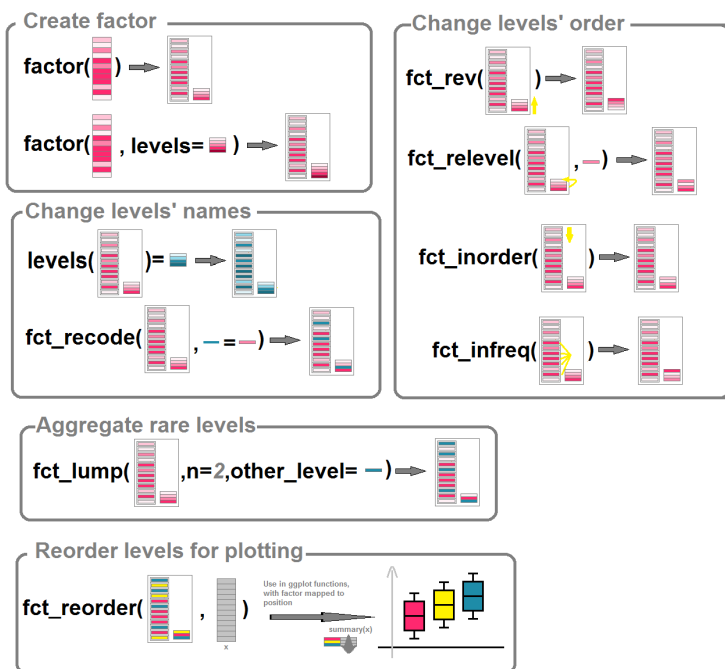 Create factor
factor( )
factor( , levels= )
Change levels' names
levels( )=
fct_recode( , = )
Change levels' order
fct_rev( )
fct_relevel( , )
fct_inorder( )
fct_infreq( )
Aggregate rare levels
fct_lump( ,n=2,other_level= )
Reorder levels for plotting
fct_reorder( , )
x
Use in ggplot functions,
with factor mapped to
position
summary(x)